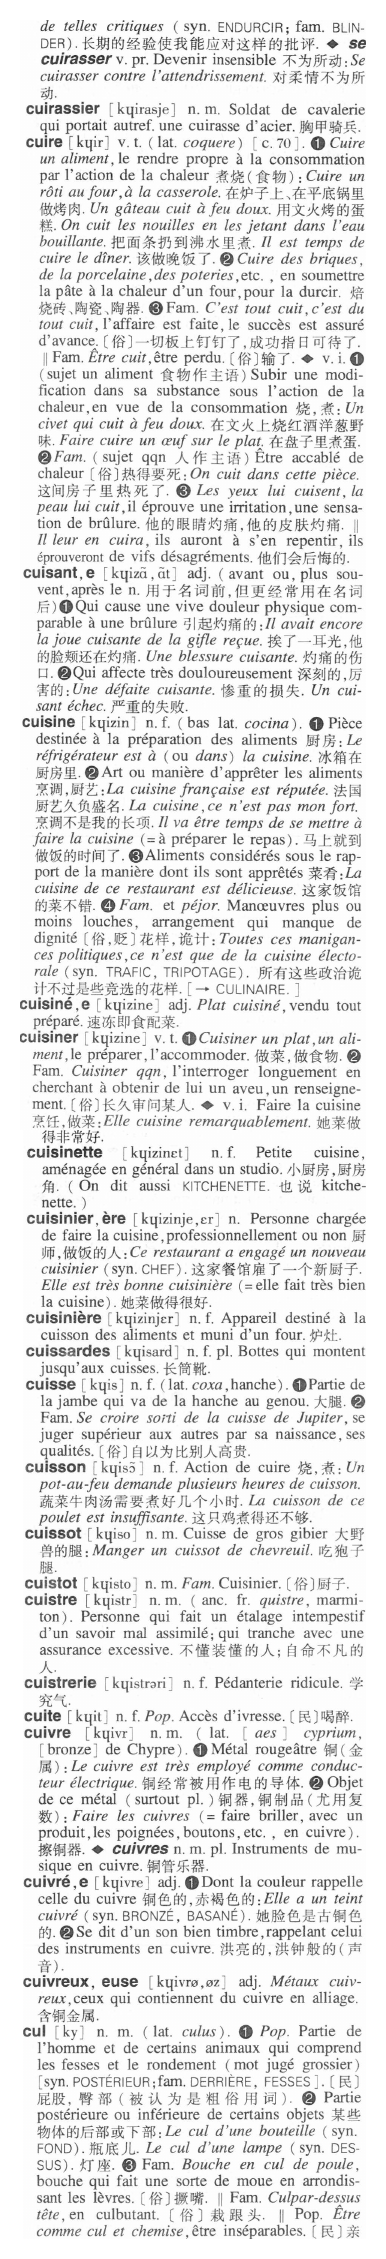 de telles critiques ( syn. ENDURCIR; fam. BLIN-
DER). 长期的经验使我能应对这样的批评. ◆ se
cuirasser v. pr. Devenir insensible 不为所动:Se
cuirasser contre l'attendrissement. 对柔情不为所
动.
cuirassier [kɥirasje] n. m. Soldat de cavalerie
qui portait autref. une cuirasse d'acier. 胸甲骑兵.
cuire [kɥir] v. t. ( lat. coquere) [c. 70]. ❶ Cuire
un aliment, le rendre propre à la consommation
par l'action de la chaleur 煮烧(食物):Cuire un
rôti au four,à la casserole. 在炉子上、在平底锅里
做烤肉. Un gâteau cuit à feu doux. 用文火烤的蛋
糕. On cuit les nouilles en les jetant dans l'eau
bouillante. 把面条扔到沸水里煮. Il est temps de
cuire le dîner. 该做晚饭了. ❷ Cuire des briques,
de la porcelaine,des poteries,etc. , en soumettre
la pâte à la chaleur d'un four,pour la durcir. 焙
烧砖、陶瓷、陶器. ❸ Fam. C'est tout cuit,c'est du
tout cuit, l'affaire est faite, le succès est assuré
d'avance. [俗]一切板上钉钉了,成功指日可待了.
‖ Fam. Être cuit,être perdu. [俗]输了. ◆ v. i. ❶
(sujet un aliment 食物作主语) Subir une modi-
fication dans sa substance sous l'action de la
chaleur,en vue de la consommation 烧,煮:Un
civet qui cuit à feu doux. 在文火上烧红酒洋葱野
味. Faire cuire un œuf sur le plat. 在盘子里煮蛋.
❷ Fam. ( sujet qqn 人作主语) Être accablé de
chaleur [俗]热得要死:On cuit dans cette pièce.
这间房子里热死了. ❸ Les yeux lui cuisent, la
peau lui cuit,il éprouve une irritation,une sensa-
tion de brûlure. 他的眼睛灼痛,他的皮肤灼痛. ‖
Il leur en cuira, ils auront à s'en repentir, ils
éprouveront de vifs désagréments. 他们会后悔的.
cuisant,e [kɥizɑ̃, ɑ̃t] adj. ( avant ou, plus sou-
vent,après le n. 用于名词前,但更经常用在名词
后)❶ Qui cause une vive douleur physique com-
parable à une brûlure 引起灼痛的:Il avait encore
la joue cuisante de la gifle reçue. 挨了一耳光,他
的脸颊还在灼痛. Une blessure cuisante. 灼痛的伤
口. ❷Qui affecte très douloureusement 深刻的,厉
害的:Une défaite cuisante. 惨重的损失. Un cui-
sant échec. 严重的失败.
cuisine [kɥizin] n. f. ( bas lat. cocina). ❶ Pièce
destinée à la préparation des aliments 厨房:Le
réfrigérateur est à ( ou dans) la cuisine. 冰箱在
厨房里. ❷ Art ou manière d'apprêter les aliments
烹调,厨艺:La cuisine française est réputée. 法国
厨艺久负盛名. La cuisine,ce n'est pas mon fort.
烹调不是我的长项. Il va être temps de se mettre à
faire la cuisine (= à préparer le repas). 马上就到
做饭的时间了. ❸ Aliments considérés sous le rap-
port de la manière dont ils sont apprêtés 菜肴:La
cuisine de ce restaurant est délicieuse. 这家饭馆
的菜不错. ❹ Fam. et péjor. Manœuvres plus ou
moins louches, arrangement qui manque de
dignité [俗,贬]花样,诡计:Toutes ces manigan-
ces politiques,ce n'est que de la cuisine électo-
rale ( syn. TRAFIC, TRIPOTAGE). 所有这些政治诡
计不过是些竞选的花样. [→ CULINAIRE. ]
cuisiné,e [kɥizine] adj. Plat cuisiné,vendu tout
préparé. 速冻即食配菜.
cuisiner [kɥizine] v. t. ❶ Cuisiner un plat,un ali-
ment,le préparer,l'accommoder. 做菜,做食物. ❷
Fam. Cuisiner qqn, l'interroger longuement en
cherchant à obtenir de lui un aveu,un renseigne-
ment. [俗]长久审问某人. ◆ v. i. Faire la cuisine
烹饪,做菜:Elle cuisine remarquablement. 她菜做
得非常好.
cuisinette [kɥizinɛt] n. f. Petite cuisine,
aménagée en général dans un studio. 小厨房,厨房
角. ( On dit aussi KITCHENETTE. 也说 kitche-
nette. )
cuisinier,ère [kɥizinje,ɛr] n. Personne chargée
de faire la cuisine,professionnellement ou non 厨
师,做饭的人:Ce restaurant a engagé un nouveau
cuisinier ( syn. CHEF). 这家餐馆雇了一个新厨子.
Elle est très bonne cuisinière (= elle fait très bien
la cuisine). 她菜做得很好.
cuisinière [kɥizinjɛr] n. f. Appareil destiné à la
cuisson des aliments et muni d'un four. 炉灶.
cuissardes [kɥisard] n. f. pl. Bottes qui montent
jusqu'aux cuisses. 长筒靴.
cuisse [kɥis] n. f. ( lat. coxa,hanche). ❶Partie de
la jambe qui va de la hanche au genou. 大腿. ❷
Fam. Se croire sorti de la cuisse de Jupiter, se
juger supérieur aux autres par sa naissance, ses
qualités. [俗]自以为比别人高贵.
cuisson [kɥisɔ̃] n. f. Action de cuire 烧,煮:Un
pot-au-feu demande plusieurs heures de cuisson.
蔬菜牛肉汤需要煮好几个小时. La cuisson de ce
poulet est insuffisante. 这只鸡煮得还不够.
cuissot [kɥiso] n. m. Cuisse de gros gibier 大野
兽的腿:Manger un cuissot de chevreuil. 吃狍子
腿.
cuistot [kɥisto] n. m. Fam. Cuisinier. [俗]厨子.
cuistre [kɥistr] n. m. ( anc. fr. quistre, marmi-
ton). Personne qui fait un étalage intempestif
d'un savoir mal assimilé;qui tranche avec une
assurance excessive. 不懂装懂的人;自命不凡的
人.
cuistrerie [kɥistrəri] n. f. Pédanterie ridicule. 学
究气.
cuite [kɥit] n. f. Pop. Accès d'ivresse. [民]喝醉.
cuivre [kɥivr] n. m. ( lat. [ aes ] cyprium,
[bronze] de Chypre). ❶ Métal rougeâtre 铜(金
属):Le cuivre est très employé comme conduc-
teur électrique. 铜经常被用作电的导体. ❷ Objet
de ce métal ( surtout pl. )铜器,铜制品(尤用复
数):Faire les cuivres (= faire briller, avec un
produit,les poignées,boutons,etc. , en cuivre).
擦铜器. ◆ cuivres n. m. pl. Instruments de mu-
sique en cuivre. 铜管乐器.
cuivré,e [kɥivre] adj. ❶ Dont la couleur rappelle
celle du cuivre 铜色的,赤褐色的:Elle a un teint
cuivré ( syn. BRONZÉ, BASANÉ). 她脸色是古铜色
的. ❷ Se dit d'un son bien timbre,rappelant celui
des instruments en cuivre. 洪亮的,洪钟般的(声
音).
cuivreux, euse [kɥivrø,øz] adj. Métaux cuiv-
reux,ceux qui contiennent du cuivre en alliage.
含铜金属.
cul [ky] n. m. ( lat. culus). ❶ Pop. Partie de
l'homme et de certains animaux qui comprend
les fesses et le rondement (mot jugé grossier)
[syn. POSTÉRIEUR;fam. DERRIÈRE, FESSES]. [民]
屁股,臀部(被认为是粗俗用词). ❷ Partie
postérieure ou inférieure de certains objets 某些
物体的后部或下部:Le cul d'une bouteille ( syn.
FOND). 瓶底儿. Le cul d'une lampe ( syn. DES-
SUS). 灯座. ❸ Fam. Bouche en cul de poule,
bouche qui fait une sorte de moue en arrondis-
sant les lèvres. [俗]撅嘴. ‖ Fam. Culpar-dessus
tête, en culbutant. [俗]栽跟头. ‖ Pop. Être
comme cul et chemise,être inséparables. [民]亲